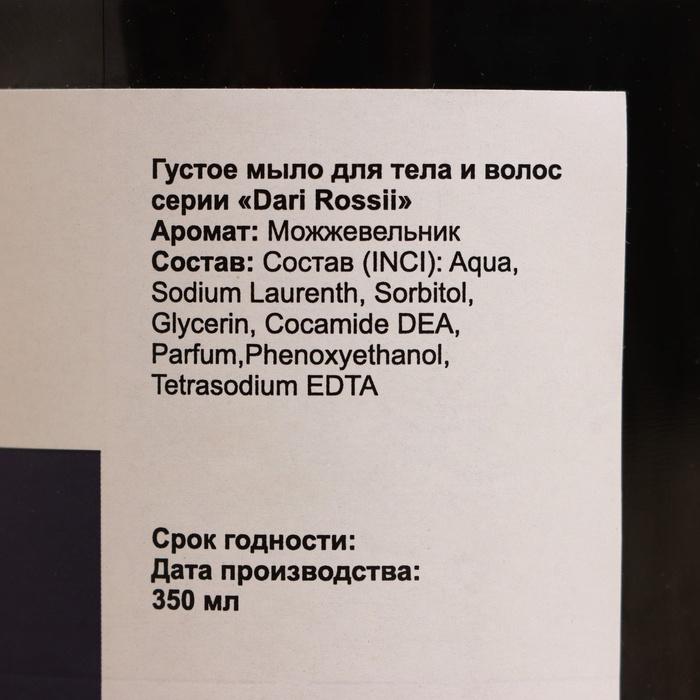 Густое мыло для тела и волос
серии «Dari Rossii»
Аромат: Можжевельник
Состав: Состав (INCI): Aqua,
Sodium Laurenth, Sorbitol,
Glycerin, Cocamide DEA,
Parfum,Phenoxyethanol,
Tetrasodium EDTA
Срок годности:
Дата производства:
350 мл